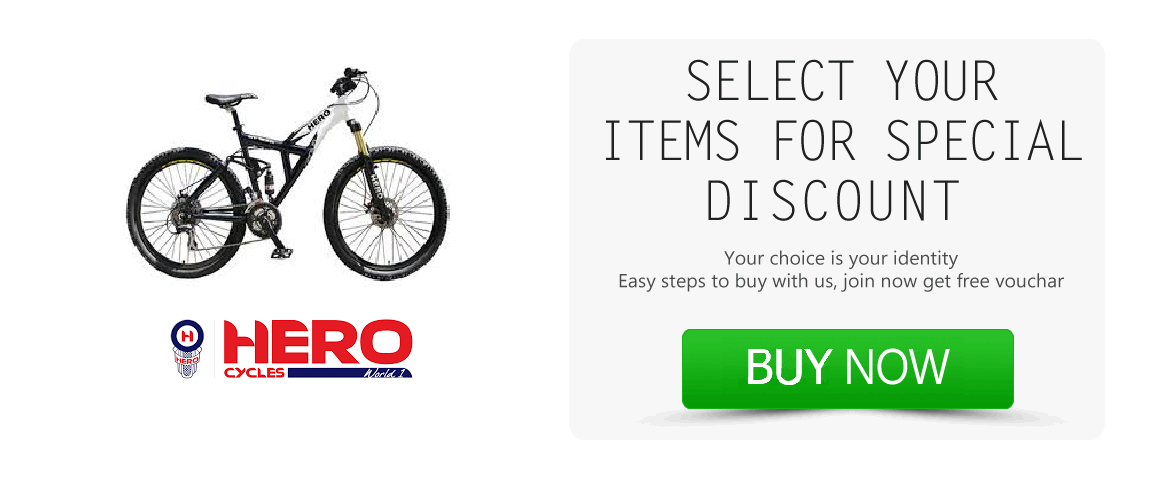 HERO
HERO
H
HERO
HERO
CYCLES
World 1
SELECT YOUR
ITEMS FOR SPECIAL
DISCOUNT
Your choice is your identity
Easy steps to buy with us, join now get free vouchar
BUY NOW